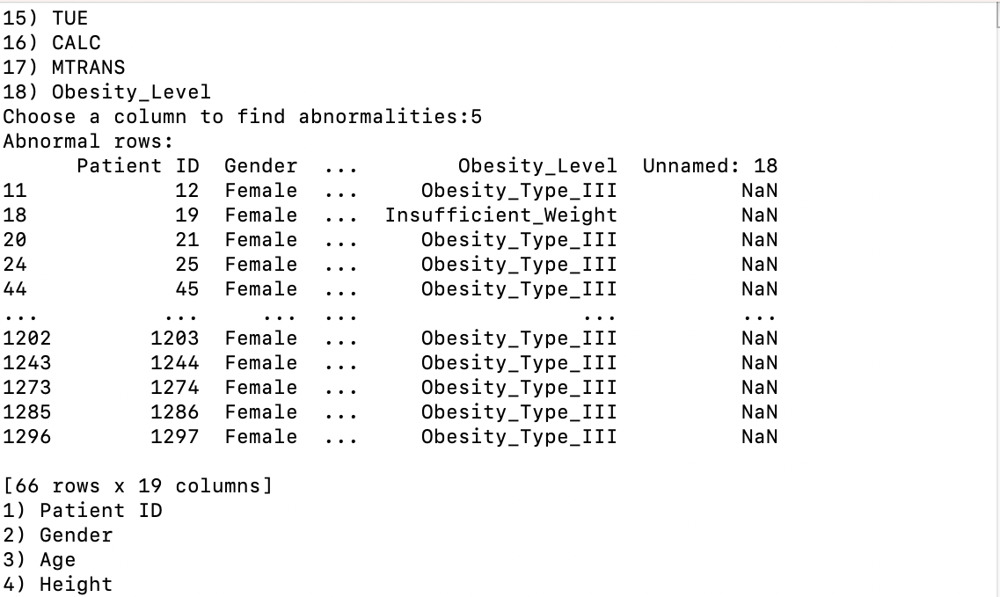 15) TUE
16) CALC
17) MTRANS
18) Obesity_Level
Choose a column to find abnormalities:5
Abnormal rows:
      Patient ID  Gender  ...        Obesity_Level  Unnamed: 18
11            12  Female  ...     Obesity_Type_III          NaN
18            19  Female  ...  Insufficient_Weight          NaN
20            21  Female  ...     Obesity_Type_III          NaN
24            25  Female  ...     Obesity_Type_III          NaN
44            45  Female  ...     Obesity_Type_III          NaN
...          ...     ...  ...                  ...          ...
1202        1203  Female  ...     Obesity_Type_III          NaN
1243        1244  Female  ...     Obesity_Type_III          NaN
1273        1274  Female  ...     Obesity_Type_III          NaN
1285        1286  Female  ...     Obesity_Type_III          NaN
1296        1297  Female  ...     Obesity_Type_III          NaN

[66 rows x 19 columns]
1) Patient ID
2) Gender
3) Age
4) Height